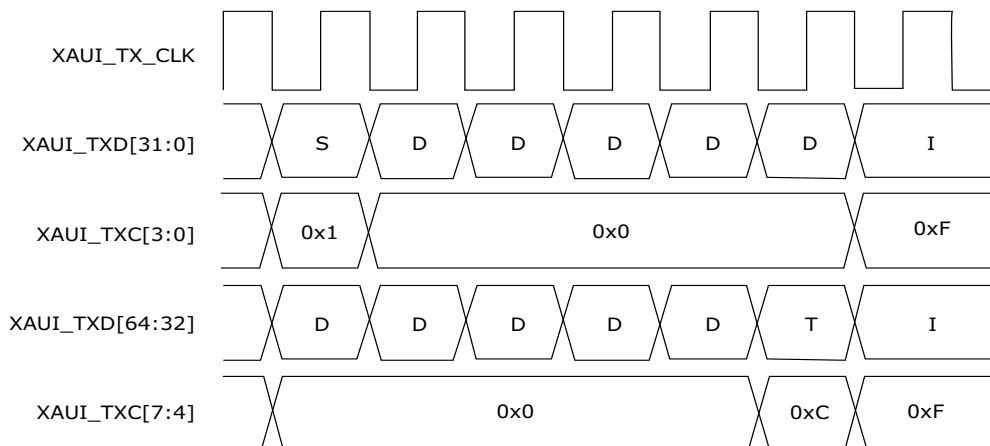 XAUI_TX_CLK
XAUI_TXD[31:0] S D D D D D I
XAUI_TXC[3:0] 0x1 0x0 0xF
XAUI_TXD[64:32] D D D D D T I
XAUI_TXC[7:4] 0x0 0xC 0xF